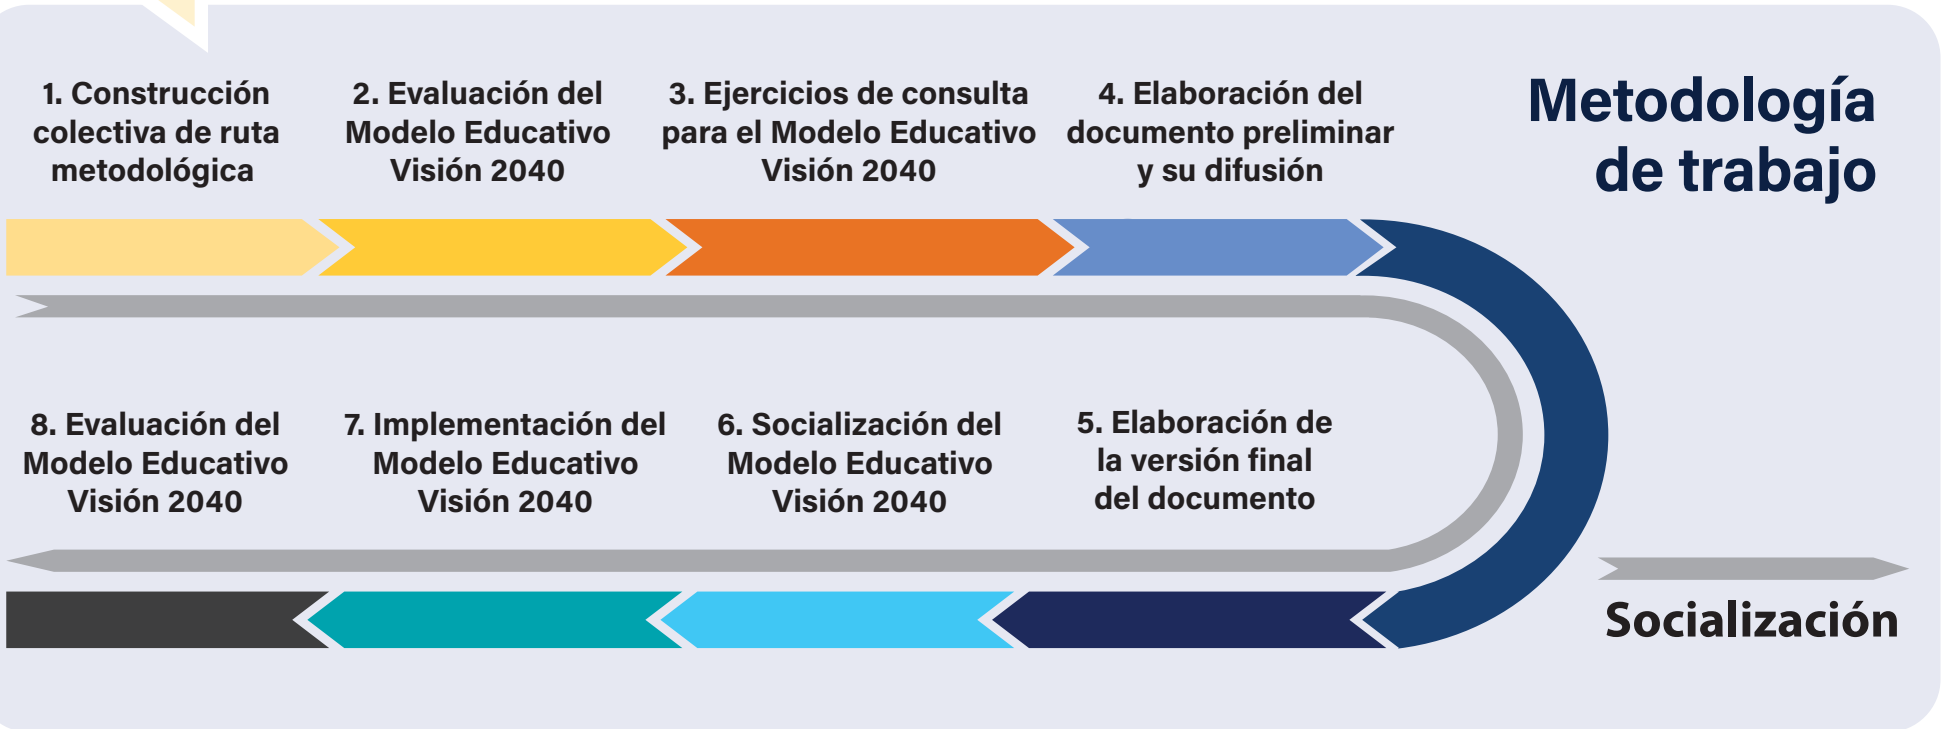 1. Construcción
colectiva de ruta
metodológica
2. Evaluación del
Modelo Educativo
Visión 2040
3. Ejercicios de consulta
para el Modelo Educativo
Visión 2040
4. Elaboración del
documento preliminar
y su difusión
Metodología
de trabajo
5. Elaboración de
la versión final
del documento
6. Socialización del
Modelo Educativo
Visión 2040
7. Implementación del
Modelo Educativo
Visión 2040
8. Evaluación del
Modelo Educativo
Visión 2040
Socialización